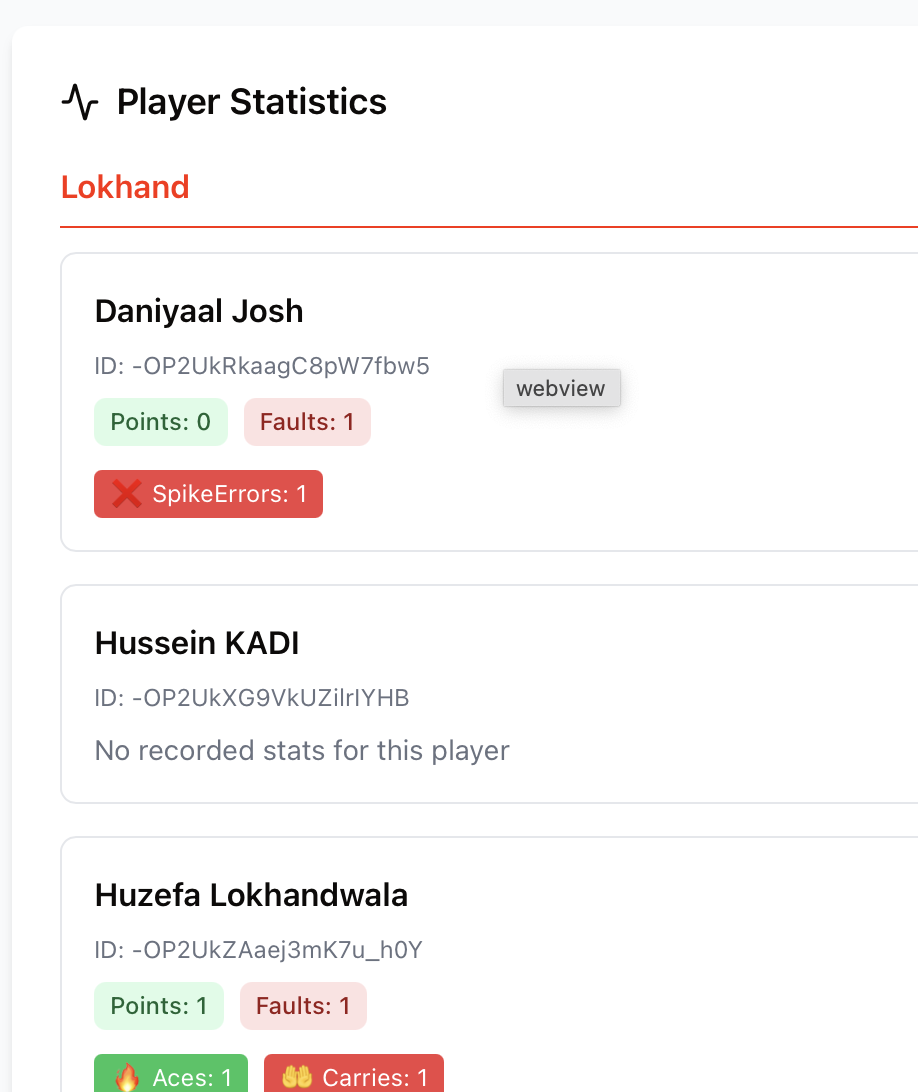 Player Statistics
Lokhand
Daniyaal Josh
ID: -OP2UkRkaagC8pW7fbw5
webview
Points: 0 Faults: 1
❌ SpikeErrors: 1
Hussein KADI
ID: -OP2UkXG9VkUZilrIYHB
No recorded stats for this player
Huzefa Lokhandwala
ID: -OP2UkZAaej3mK7u_h0Y
Points: 1 Faults: 1
🔥 Aces: 1 🤲 Carries: 1